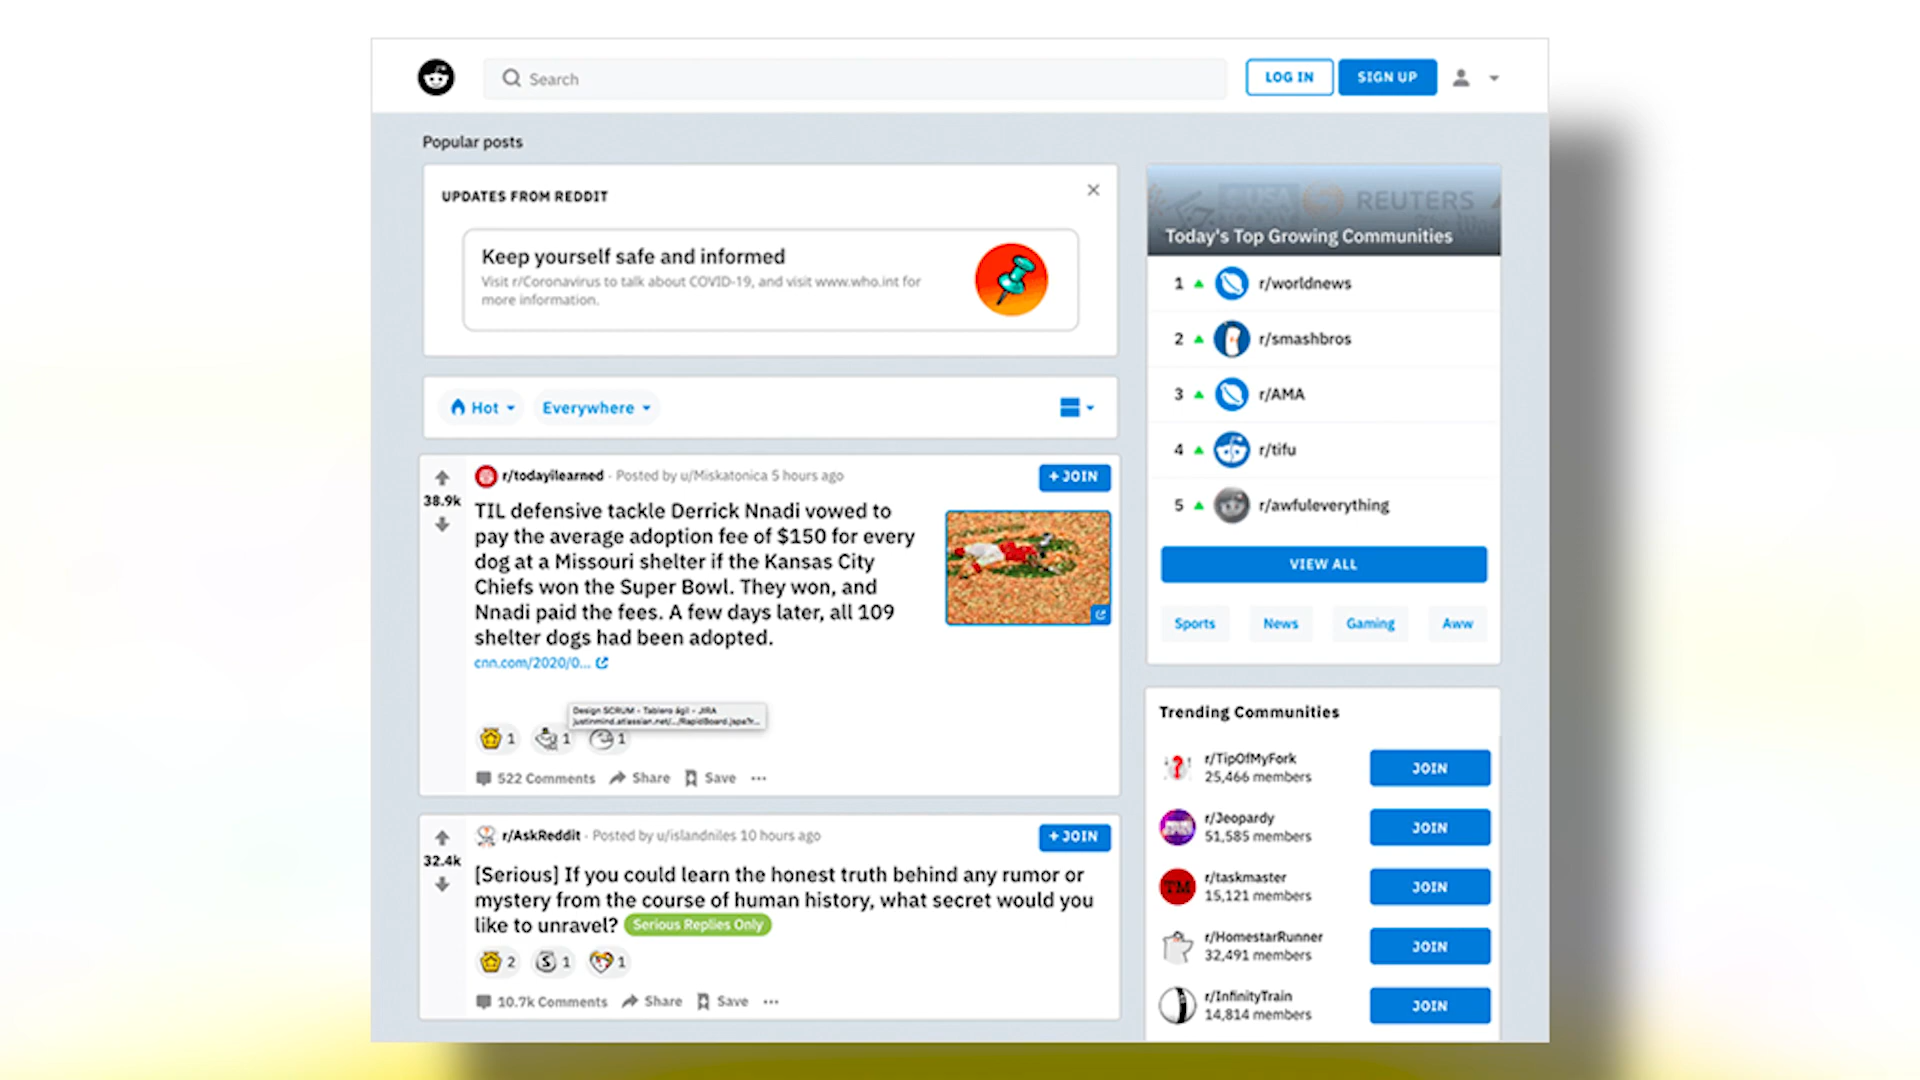 Search
LOG IN
SIGN UP
Popular posts
UPDATES FROM REDDIT
Keep yourself safe and informed
Visit r/Coronavirus to talk about COVID-19, and visit www.who.int for
more information.
Hot
Everywhere
38.9k
r/todayilearned · Posted by u/Miskatonica 5 hours ago
+ JOIN
TIL defensive tackle Derrick Nnadi vowed to
pay the average adoption fee of $150 for every
dog at a Missouri shelter if the Kansas City
Chiefs won the Super Bowl. They won, and
Nnadi paid the fees. A few days later, all 109
shelter dogs had been adopted.
cnn.com/2020/0...
Design SCRUM - Tablero ágil - JIRA
justinmind.atlassian.net/.../RapidBoard.jspa?r...
1
1
1
522 Comments
Share
Save
32.4k
r/AskReddit · Posted by u/islandniles 10 hours ago
+ JOIN
[Serious] If you could learn the honest truth behind any rumor or
mystery from the course of human history, what secret would you
like to unravel? Serious Replies Only
2
1
1
10.7k Comments
Share
Save
USA
REUTERS
Today's Top Growing Communities
1 r/worldnews
2 r/smashbros
3 r/AMA
4 r/tifu
5 r/awfuleverything
VIEW ALL
Sports
News
Gaming
Aww
Trending Communities
r/TipOfMyFork
25,466 members
JOIN
r/Jeopardy
51,585 members
JOIN
TM
r/taskmaster
15,121 members
JOIN
r/HomestarRunner
32,491 members
JOIN
r/InfinityTrain
14,814 members
JOIN